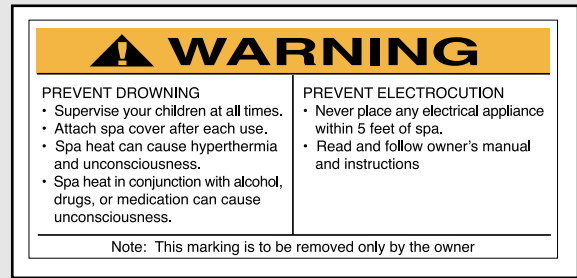 WARNING
PREVENT DROWNING
• Supervise your children at all times.
• Attach spa cover after each use.
• Spa heat can cause hyperthermia
and unconsciousness.
• Spa heat in conjunction with alcohol,
drugs, or medication can cause
unconsciousness.
PREVENT ELECTROCUTION
• Never place any electrical appliance
within 5 feet of spa.
• Read and follow owner's manual
and instructions
Note: This marking is to be removed only by the owner